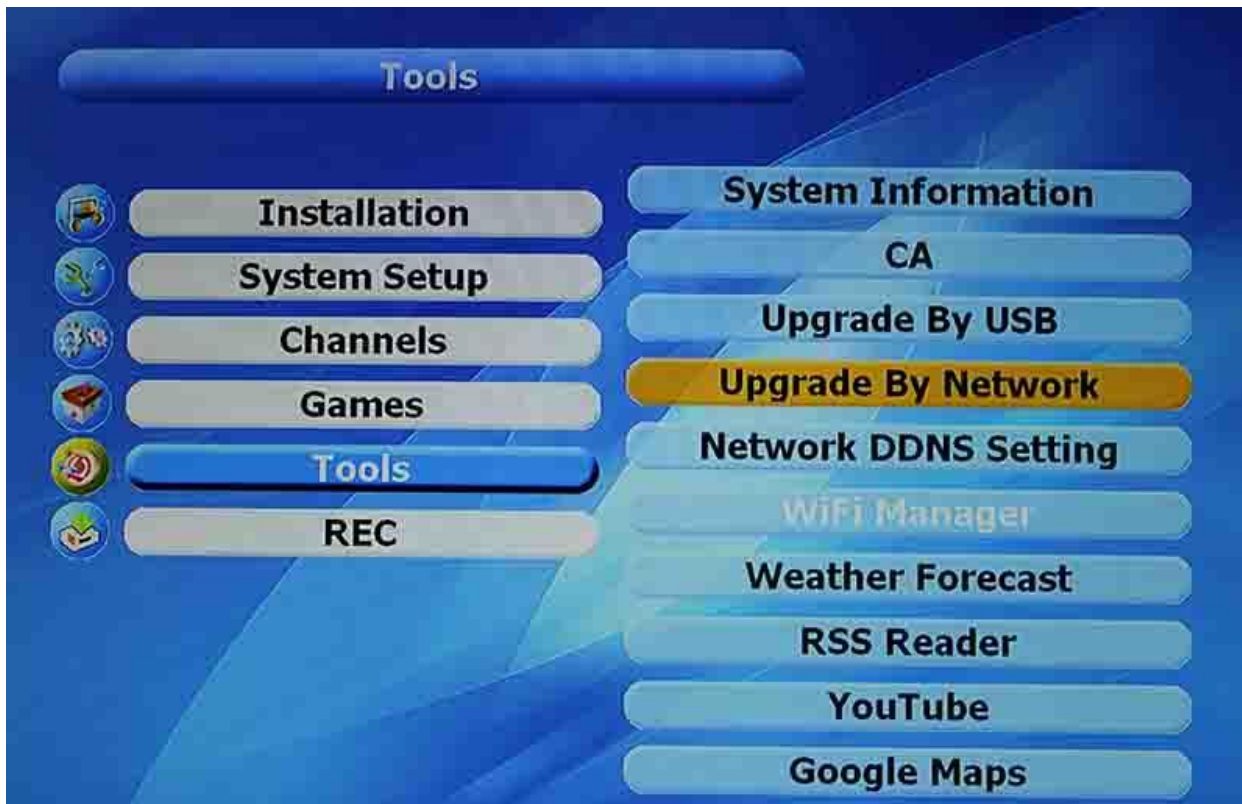 Tools
Installation
System Setup
Channels
Games
Tools
REC
System Information
CA
Upgrade By USB
Upgrade By Network
Network DDNS Setting
WiFi Manager
Weather Forecast
RSS Reader
YouTube
Google Maps